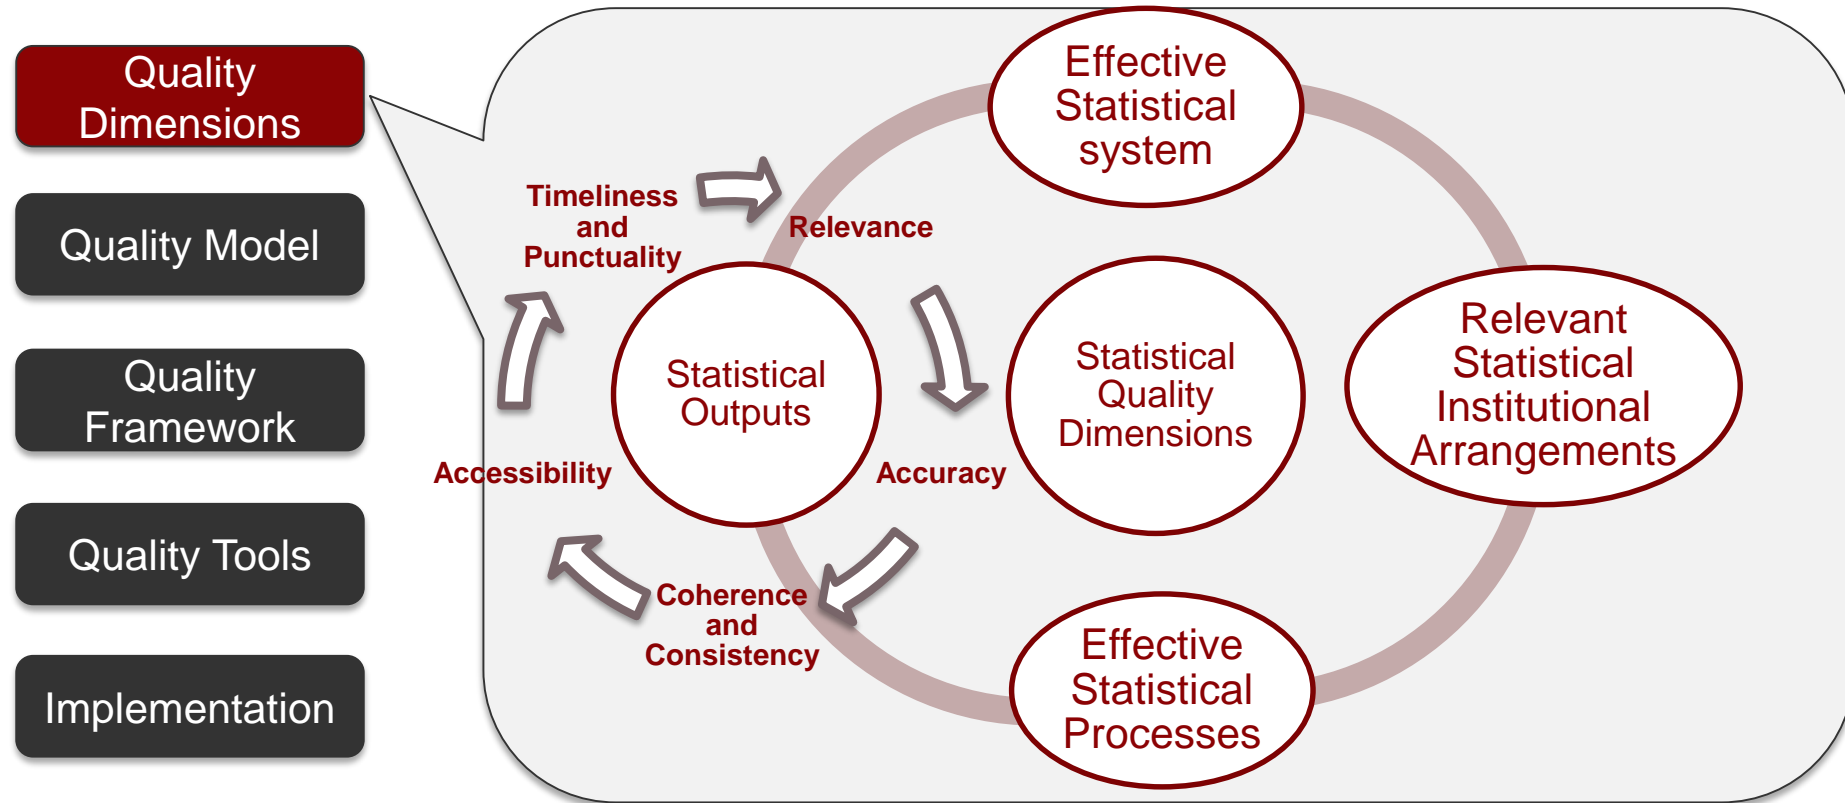 Quality
Dimensions
Quality Model
Quality
Framework
Quality Tools
Implementation
Effective
Statistical
system
Timeliness
and
Punctuality
Relevance
Statistical
Outputs
Statistical
Quality
Dimensions
Relevant
Statistical
Institutional
Arrangements
Accessibility
Accuracy
Coherence
and
Consistency
Effective
Statistical
Processes